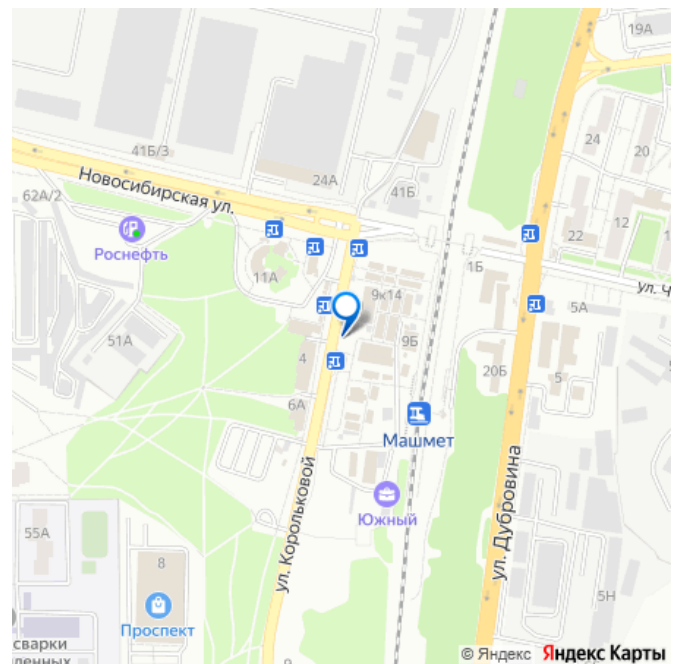 19А
24
20
41Б/3
24А
Новосибирская ул.
41Б
62А/2
12
22
Роснефть
11А
1Б
ул. Ч
9к14
5А
51А
9Б
4
20Б
5
6А
Машмет
Южный
ул. Корольковой
ул. Дубровина
55А
8
5Н
Проспект
сварки
ленных
9
© Яндекс Яндекс Карты